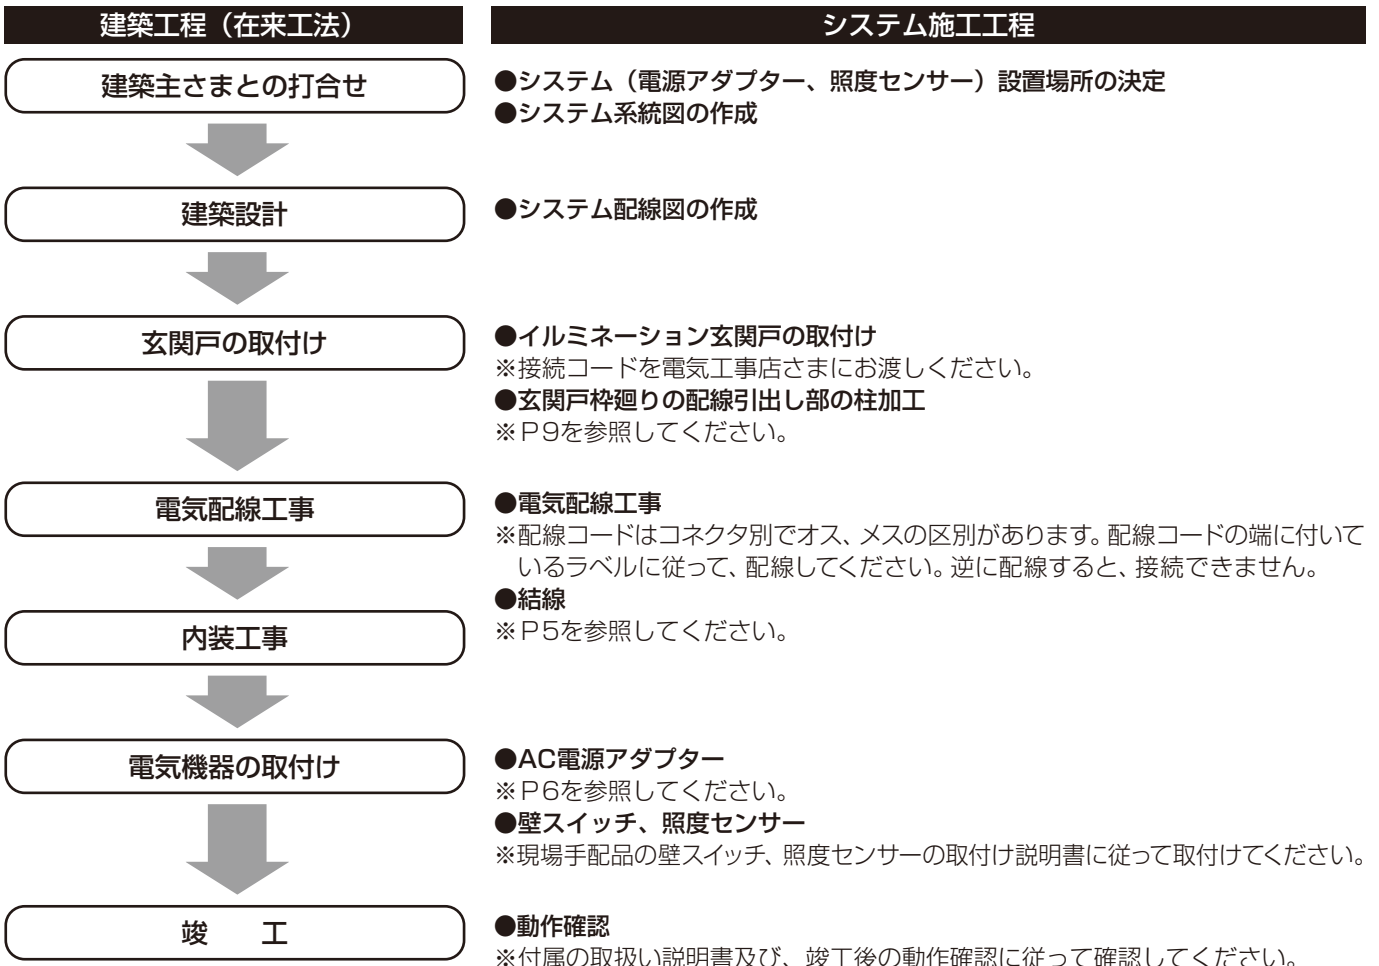 建築工程（在来工法）
システム施工工程
建築主さまとの打合せ
●システム（電源アダプター、照度センサー）設置場所の決定
●システム系統図の作成
建築設計
●システム配線図の作成
玄関戸の取付け
●イルミネーション玄関戸の取付け
※接続コードを電気工事店さまにお渡しください。
●玄関戸枠廻りの配線引出し部の柱加工
※P9を参照してください。
電気配線工事
●電気配線工事
※配線コードはコネクタ別でオス、メスの区別があります。配線コードの端に付いて
いるラベルに従って、配線してください。逆に配線すると、接続できません。
●結線
※P5を参照してください。
内装工事
電気機器の取付け
●AC電源アダプター
※P6を参照してください。
●壁スイッチ、照度センサー
※現場手配品の壁スイッチ、照度センサーの取付け説明書に従って取付けてください。
竣　工
●動作確認
※付属の取扱い説明書及び、竣工後の動作確認に従って確認してください。